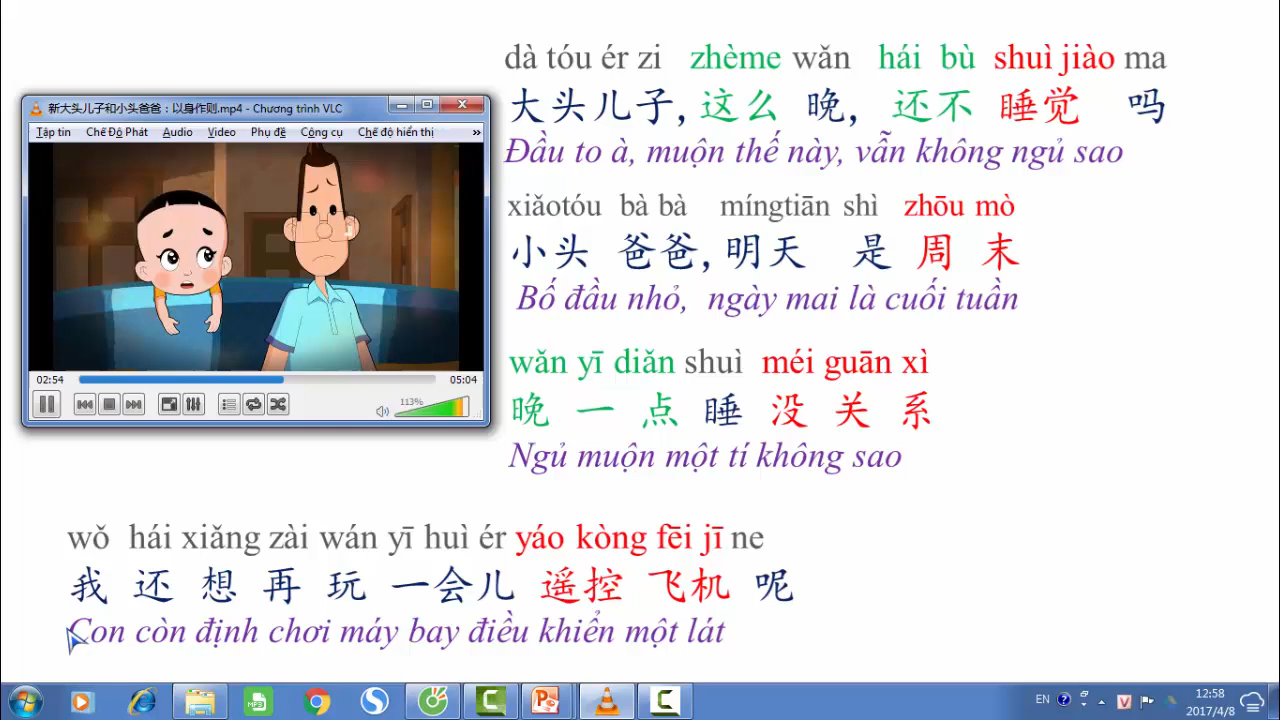 新大头儿子和小头爸爸：以身作则.mp4 - Chương trình VLC
Tập tin Chế Độ Phát Audio Video Phụ đề Công cụ Chế độ hiển thị »
02:54 05:04
113%
dà tóu ér zi zhème wǎn hái bù shuì jiào ma
大头儿子, 这么 晚, 还不 睡觉 吗
Đầu to à, muộn thế này, vẫn không ngủ sao
xiǎotóu bà bà míngtiān shì zhōu mò
小头 爸爸, 明天 是 周 末
Bố đầu nhỏ, ngày mai là cuối tuần
wǎn yī diǎn shuì méi guān xì
晚 一 点 睡 没 关 系
Ngủ muộn một tí không sao
wǒ hái xiǎng zài wán yī huì ér yáo kòng fēi jī ne
我 还 想 再 玩 一会儿 遥控 飞机 呢
Con còn định chơi máy bay điều khiển một lát
MP3
EN
12:58
2017/4/8